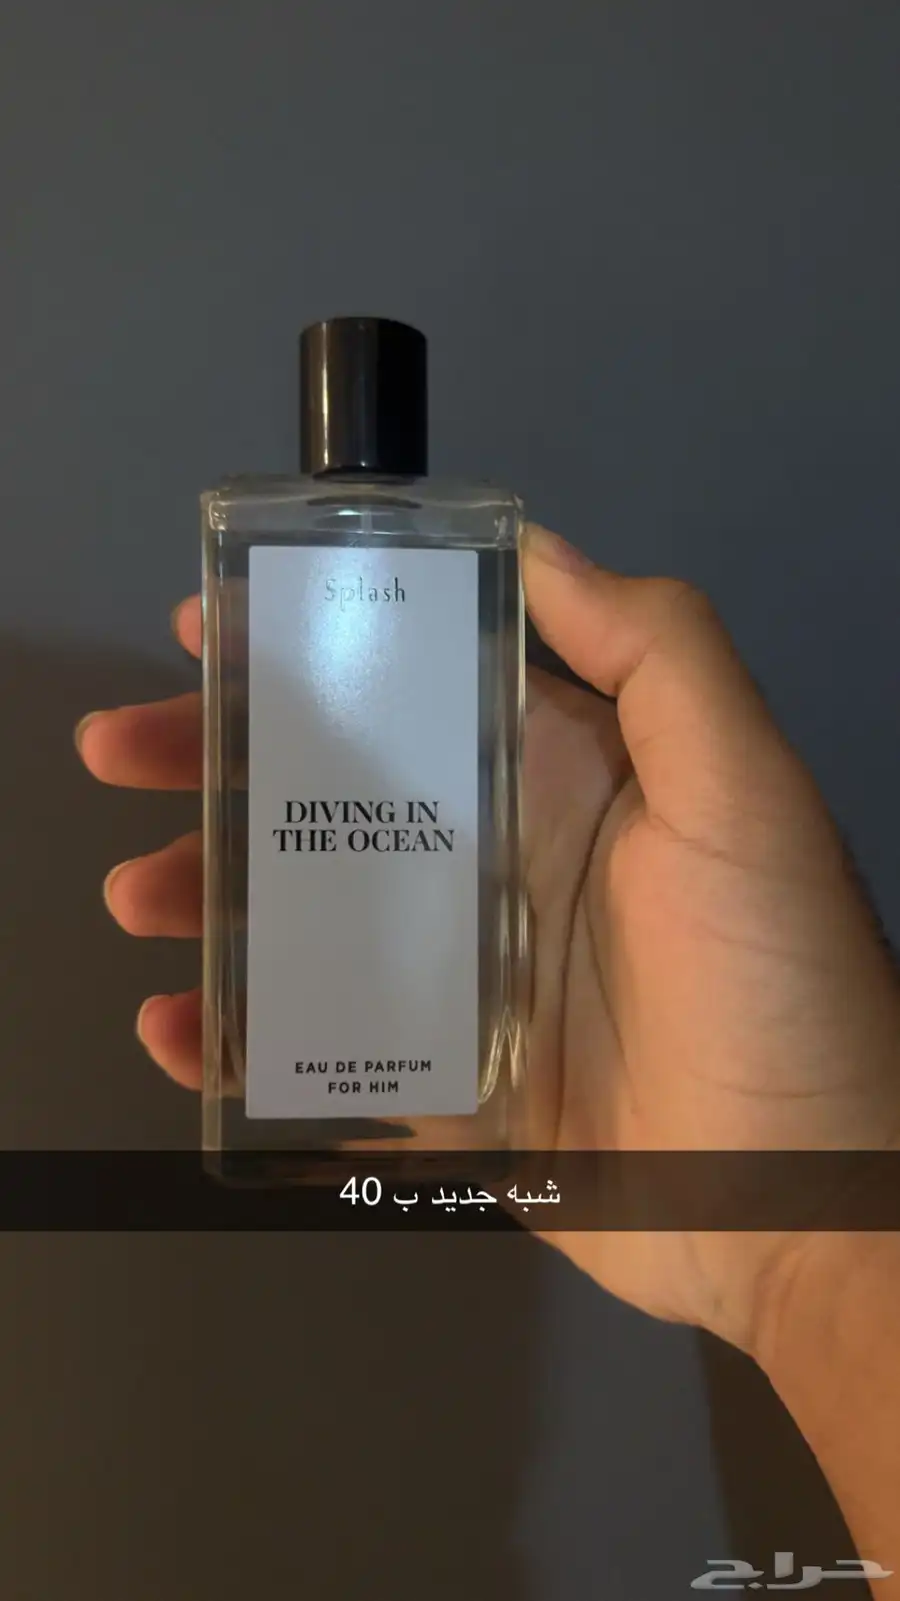 Splash
DIVING IN
THE OCEAN
EAU DE PARFUM
FOR HIM
شبه جديد ب 40
حراج